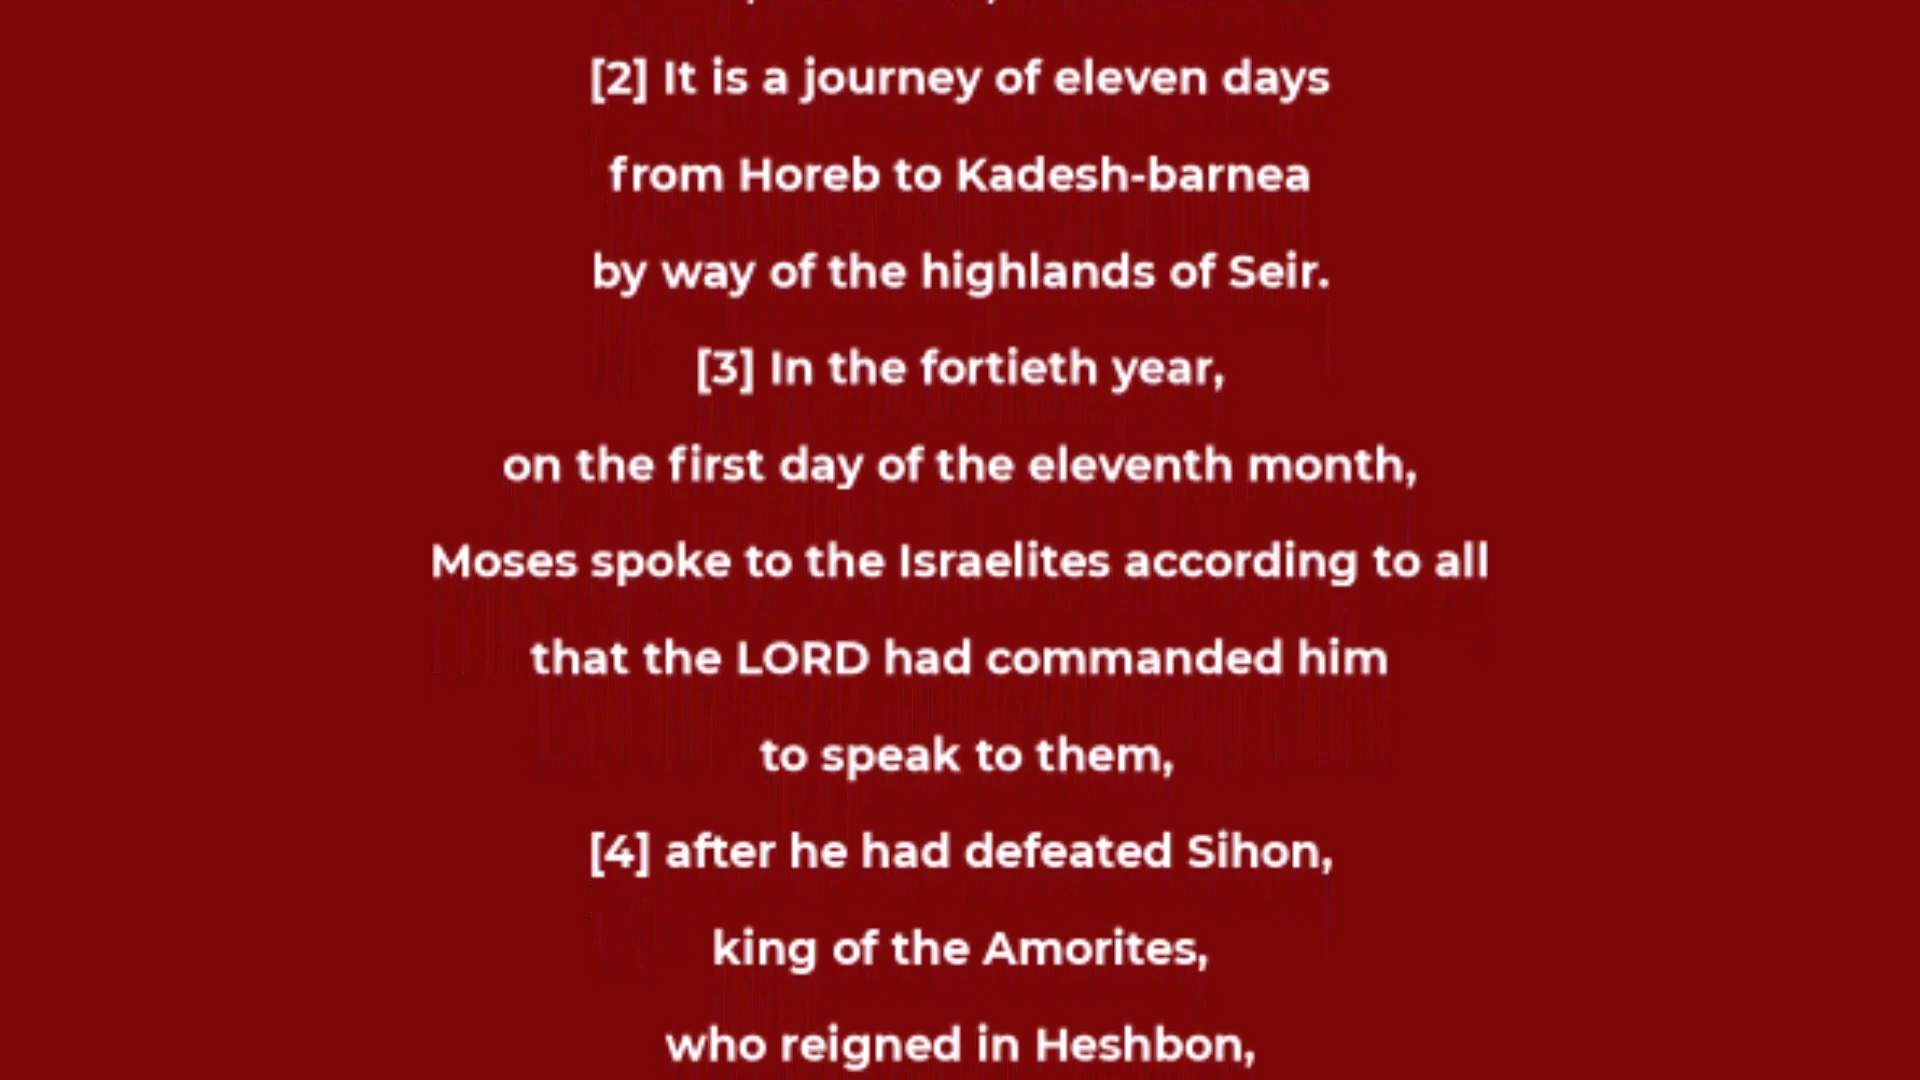 [2] It is a journey of eleven days
from Horeb to Kadesh-barnea
by way of the highlands of Seir.
[3] In the fortieth year,
on the first day of the eleventh month,
Moses spoke to the Israelites according to all
that the LORD had commanded him
to speak to them,
[4] after he had defeated Sihon,
king of the Amorites,
who reigned in Heshbon,